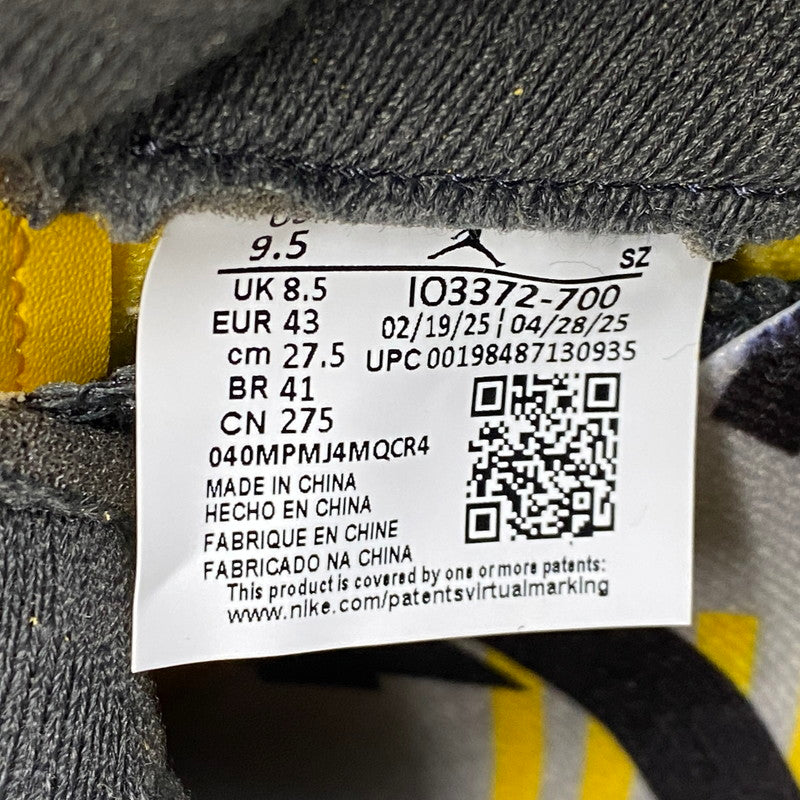 US
9.5
SZ
UK 8.5
IO3372-700
EUR 43
02/19/25 | 04/28/25
cm 27.5
UPC 00198487130935
BR 41
CN 275
040MPMJ4MQCR4
MADE IN CHINA
HECHO EN CHINA
FABRIQUE EN CHINE
FABRICADO NA CHINA
This product is covered by one or more patents:
www.nike.com/patentsvirtualmarking